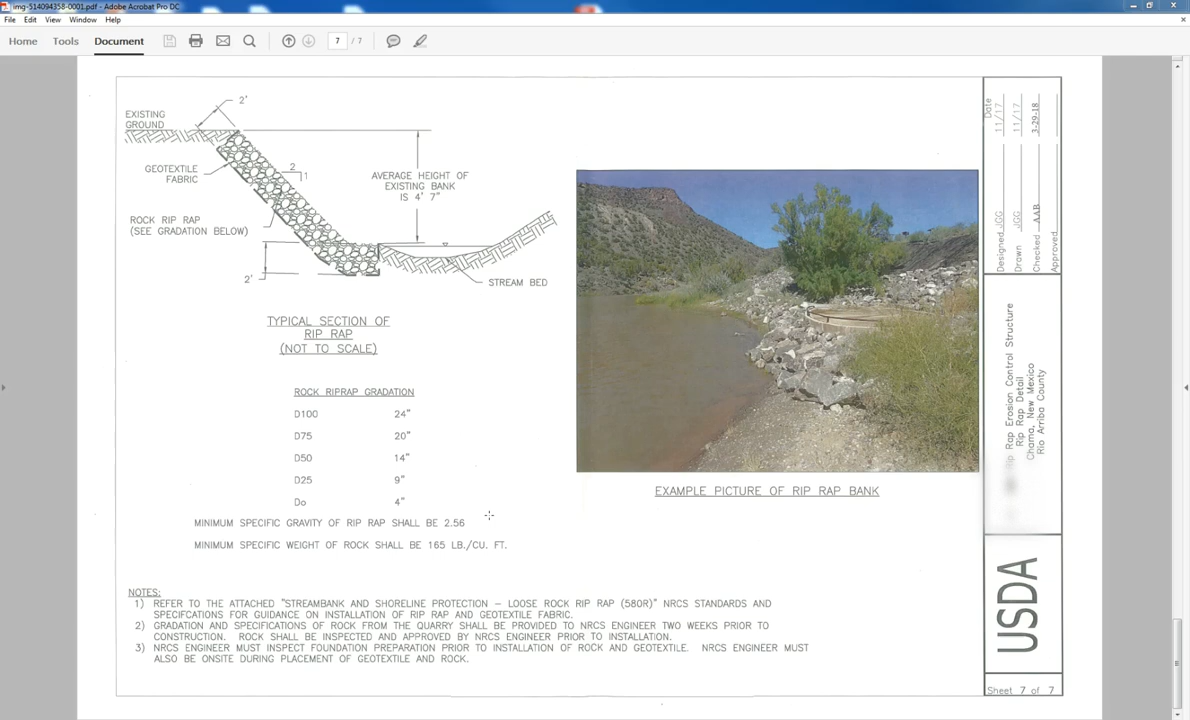 img-514094358-0001.pdf - Adobe Acrobat Pro DC
File Edit View Window Help
Home Tools Document 7 / 7
2'
EXISTING
GROUND
GEOTEXTILE
FABRIC
2
1
AVERAGE HEIGHT OF
EXISTING BANK
IS 4' 7"
ROCK RIP RAP
(SEE GRADATION BELOW)
2'
STREAM BED
TYPICAL SECTION OF
RIP RAP
(NOT TO SCALE)
ROCK RIPRAP GRADATION
D100 24"
D75 20"
D50 14"
D25 9"
Do 4"
MINIMUM SPECIFIC GRAVITY OF RIP RAP SHALL BE 2.56
MINIMUM SPECIFIC WEIGHT OF ROCK SHALL BE 165 LB./CU. FT.
EXAMPLE PICTURE OF RIP RAP BANK
NOTES:
1) REFER TO THE ATTACHED "STREAMBANK AND SHORELINE PROTECTION – LOOSE ROCK RIP RAP (580R)" NRCS STANDARDS AND
SPECIFCATIONS FOR GUIDANCE ON INSTALLATION OF RIP RAP AND GEOTEXTILE FABRIC.
2) GRADATION AND SPECIFICATIONS OF ROCK FROM THE QUARRY SHALL BE PROVIDED TO NRCS ENGINEER TWO WEEKS PRIOR TO
CONSTRUCTION. ROCK SHALL BE INSPECTED AND APPROVED BY NRCS ENGINEER PRIOR TO INSTALLATION.
3) NRCS ENGINEER MUST INSPECT FOUNDATION PREPARATION PRIOR TO INSTALLATION OF ROCK AND GEOTEXTILE. NRCS ENGINEER MUST
ALSO BE ONSITE DURING PLACEMENT OF GEOTEXTILE AND ROCK.
Date
Designed JGG 11/17
Drawn JGG 11/17
Checked AAB 3-29-18
Approved
Rip Rap Erosion Control Structure
Rip Rap Detail
Chama, New Mexico
Rio Arriba County
USDA
Sheet 7 of 7